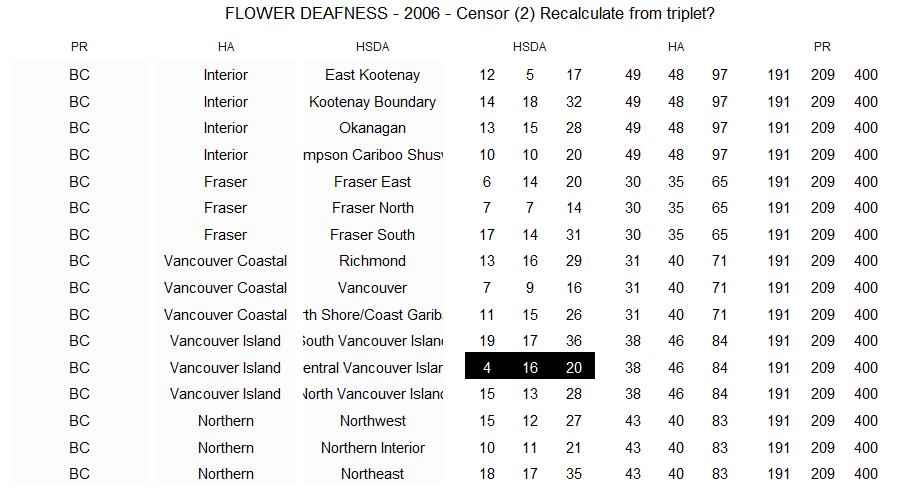 FLOWER DEAFNESS - 2006 - Censor (2) Recalculate from triplet?
PR HA HSDA HSDA HA PR
BC Interior East Kootenay 12 5 17 49 48 97 191 209 400
BC Interior Kootenay Boundary 14 18 32 49 48 97 191 209 400
BC Interior Okanagan 13 15 28 49 48 97 191 209 400
BC Interior mpson Cariboo Shusw 10 10 20 49 48 97 191 209 400
BC Fraser Fraser East 6 14 20 30 35 65 191 209 400
BC Fraser Fraser North 7 7 14 30 35 65 191 209 400
BC Fraser Fraser South 17 14 31 30 35 65 191 209 400
BC Vancouver Coastal Richmond 13 16 29 31 40 71 191 209 400
BC Vancouver Coastal Vancouver 7 9 16 31 40 71 191 209 400
BC Vancouver Coastal rth Shore/Coast Gariba 11 15 26 31 40 71 191 209 400
BC Vancouver Island South Vancouver Island 19 17 36 38 46 84 191 209 400
BC Vancouver Island entral Vancouver Islan 4 16 20 38 46 84 191 209 400
BC Vancouver Island North Vancouver Island 15 13 28 38 46 84 191 209 400
BC Northern Northwest 15 12 27 43 40 83 191 209 400
BC Northern Northern Interior 10 11 21 43 40 83 191 209 400
BC Northern Northeast 18 17 35 43 40 83 191 209 400